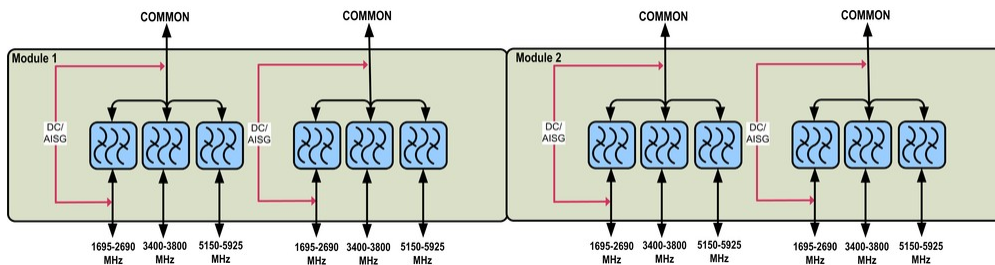 COMMON
COMMON
COMMON
COMMON
Module 1
Module 2
DC/
AISG
DC/
AISG
DC/
AISG
DC/
AISG
1695-2690
MHz
3400-3800
MHz
5150-5925
MHz
1695-2690
MHz
3400-3800
MHz
5150-5925
MHz
1695-2690
MHz
3400-3800
MHz
5150-5925
MHz
1695-2690
MHz
3400-3800
MHz
5150-5925
MHz